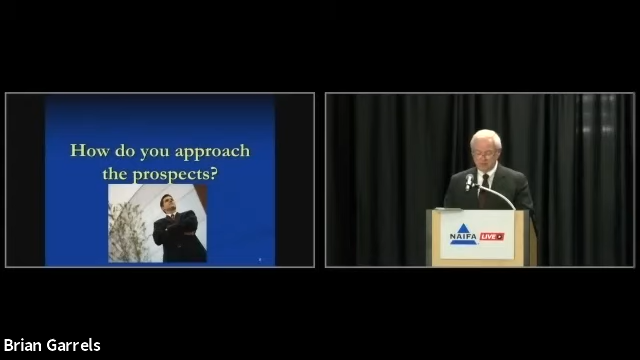 How do you approach
the prospects?
NAIFA LIVE
Brian Garrels